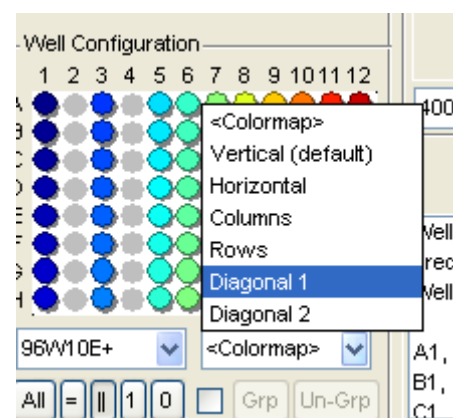 Well Configuration
1 2 3 4 5 6 7 8 9 10 11 12
A
B
C
D
E
F
G
H
400
<Colormap>
Vertical (default)
Horizontal
Columns
Rows
Diagonal 1
Diagonal 2
Well
Well
96W10E+
<Colormap>
A1,
B1,
C1
All = || 1 0 Grp Un-Grp